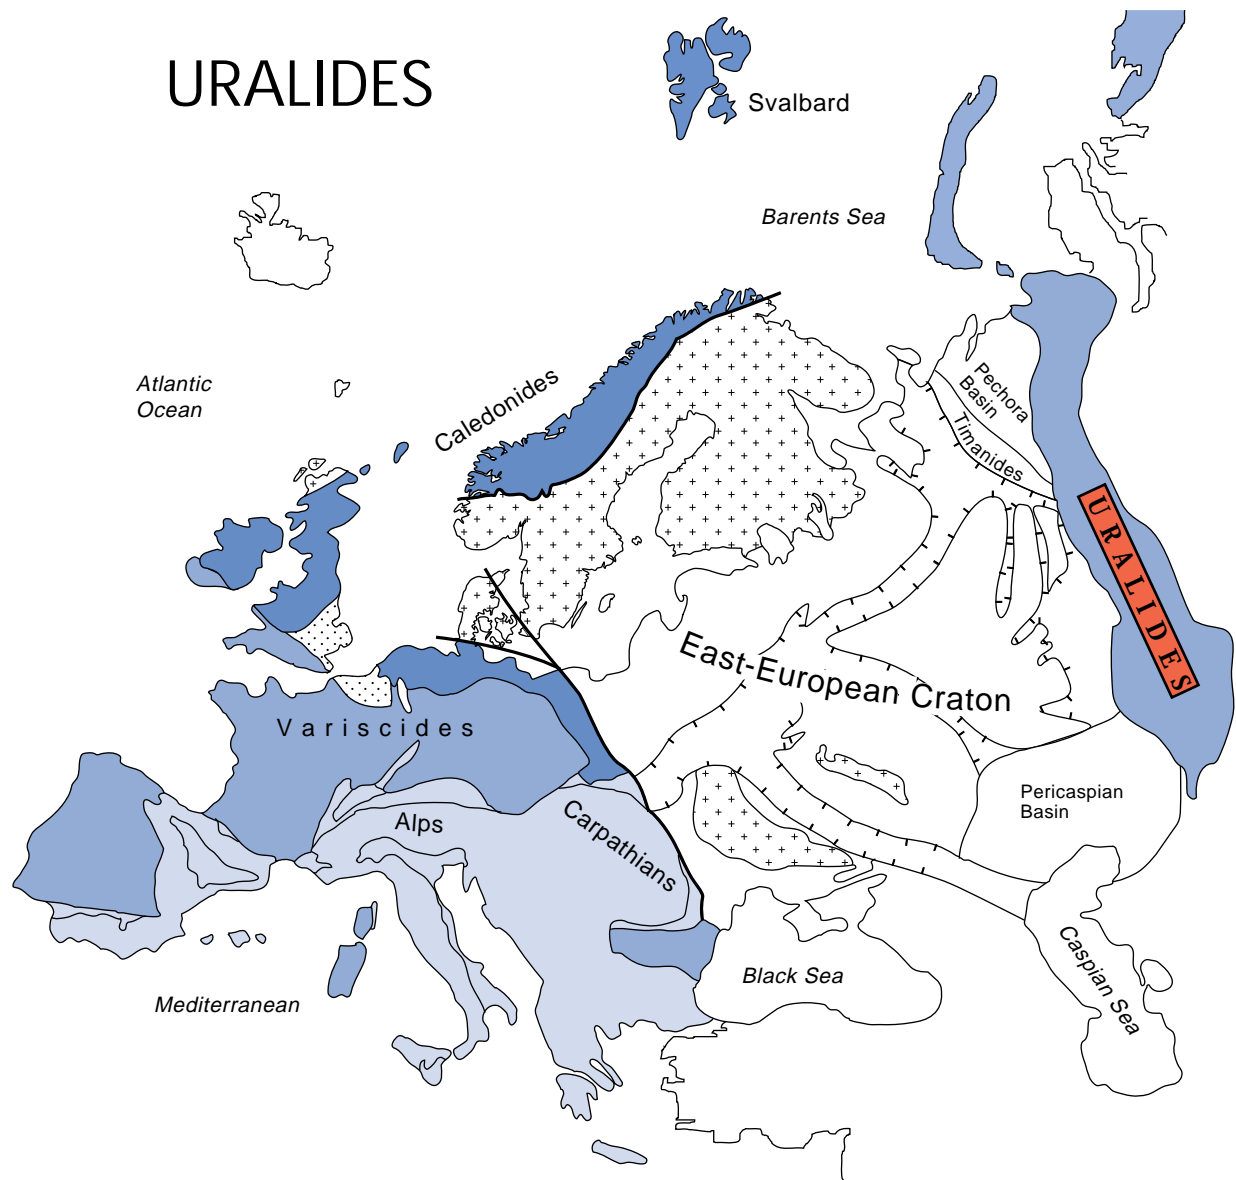 URALIDES
Svalbard
Barents Sea
Atlantic
Ocean
Caledonides
Pechora
Basin
Timanides
URALIDES
East-European Craton
Variscides
Pericaspian
Basin
Alps
Carpathians
Caspian Sea
Black Sea
Mediterranean